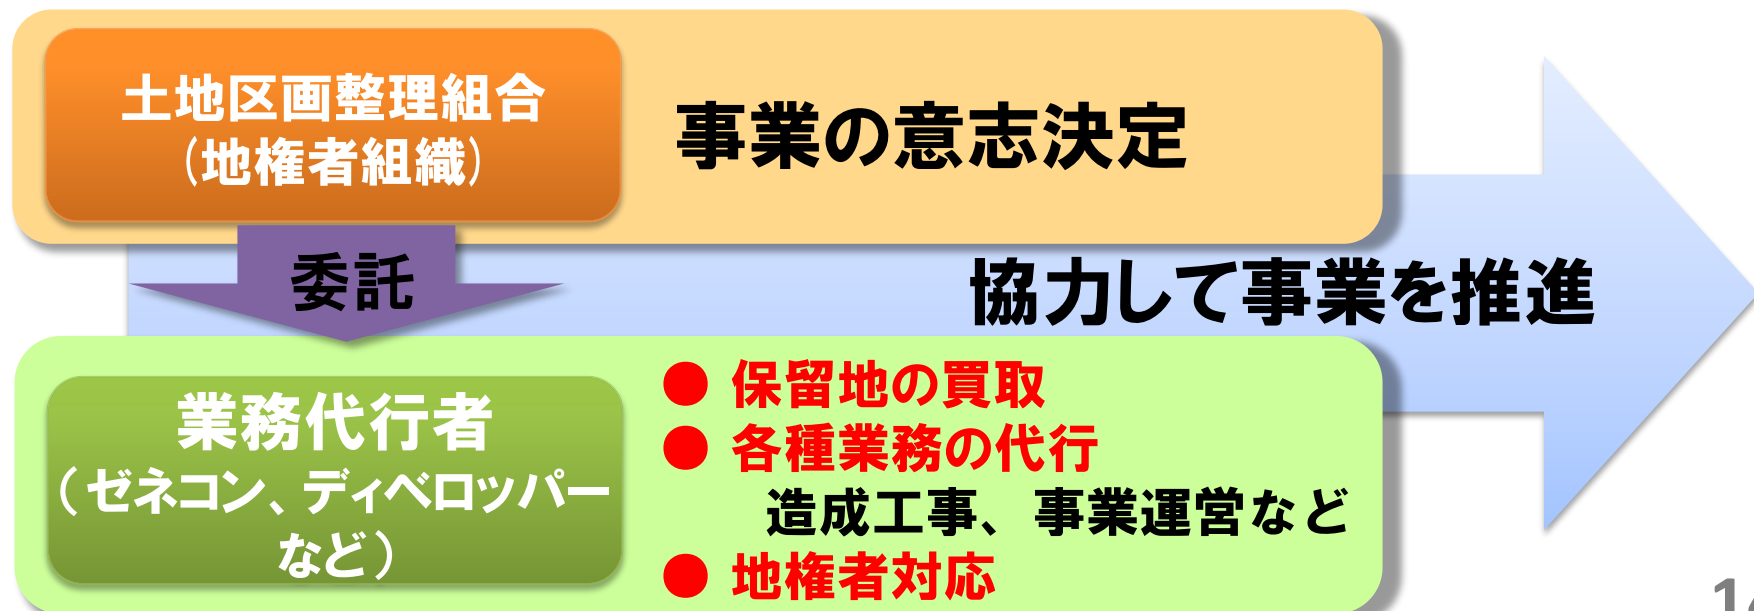 土地区画整理組合
(地権者組織)
事業の意志決定
委託
協力して事業を推進
業務代行者
（ゼネコン、ディベロッパー
など）
● 保留地の買取
● 各種業務の代行
造成工事、事業運営など
● 地権者対応